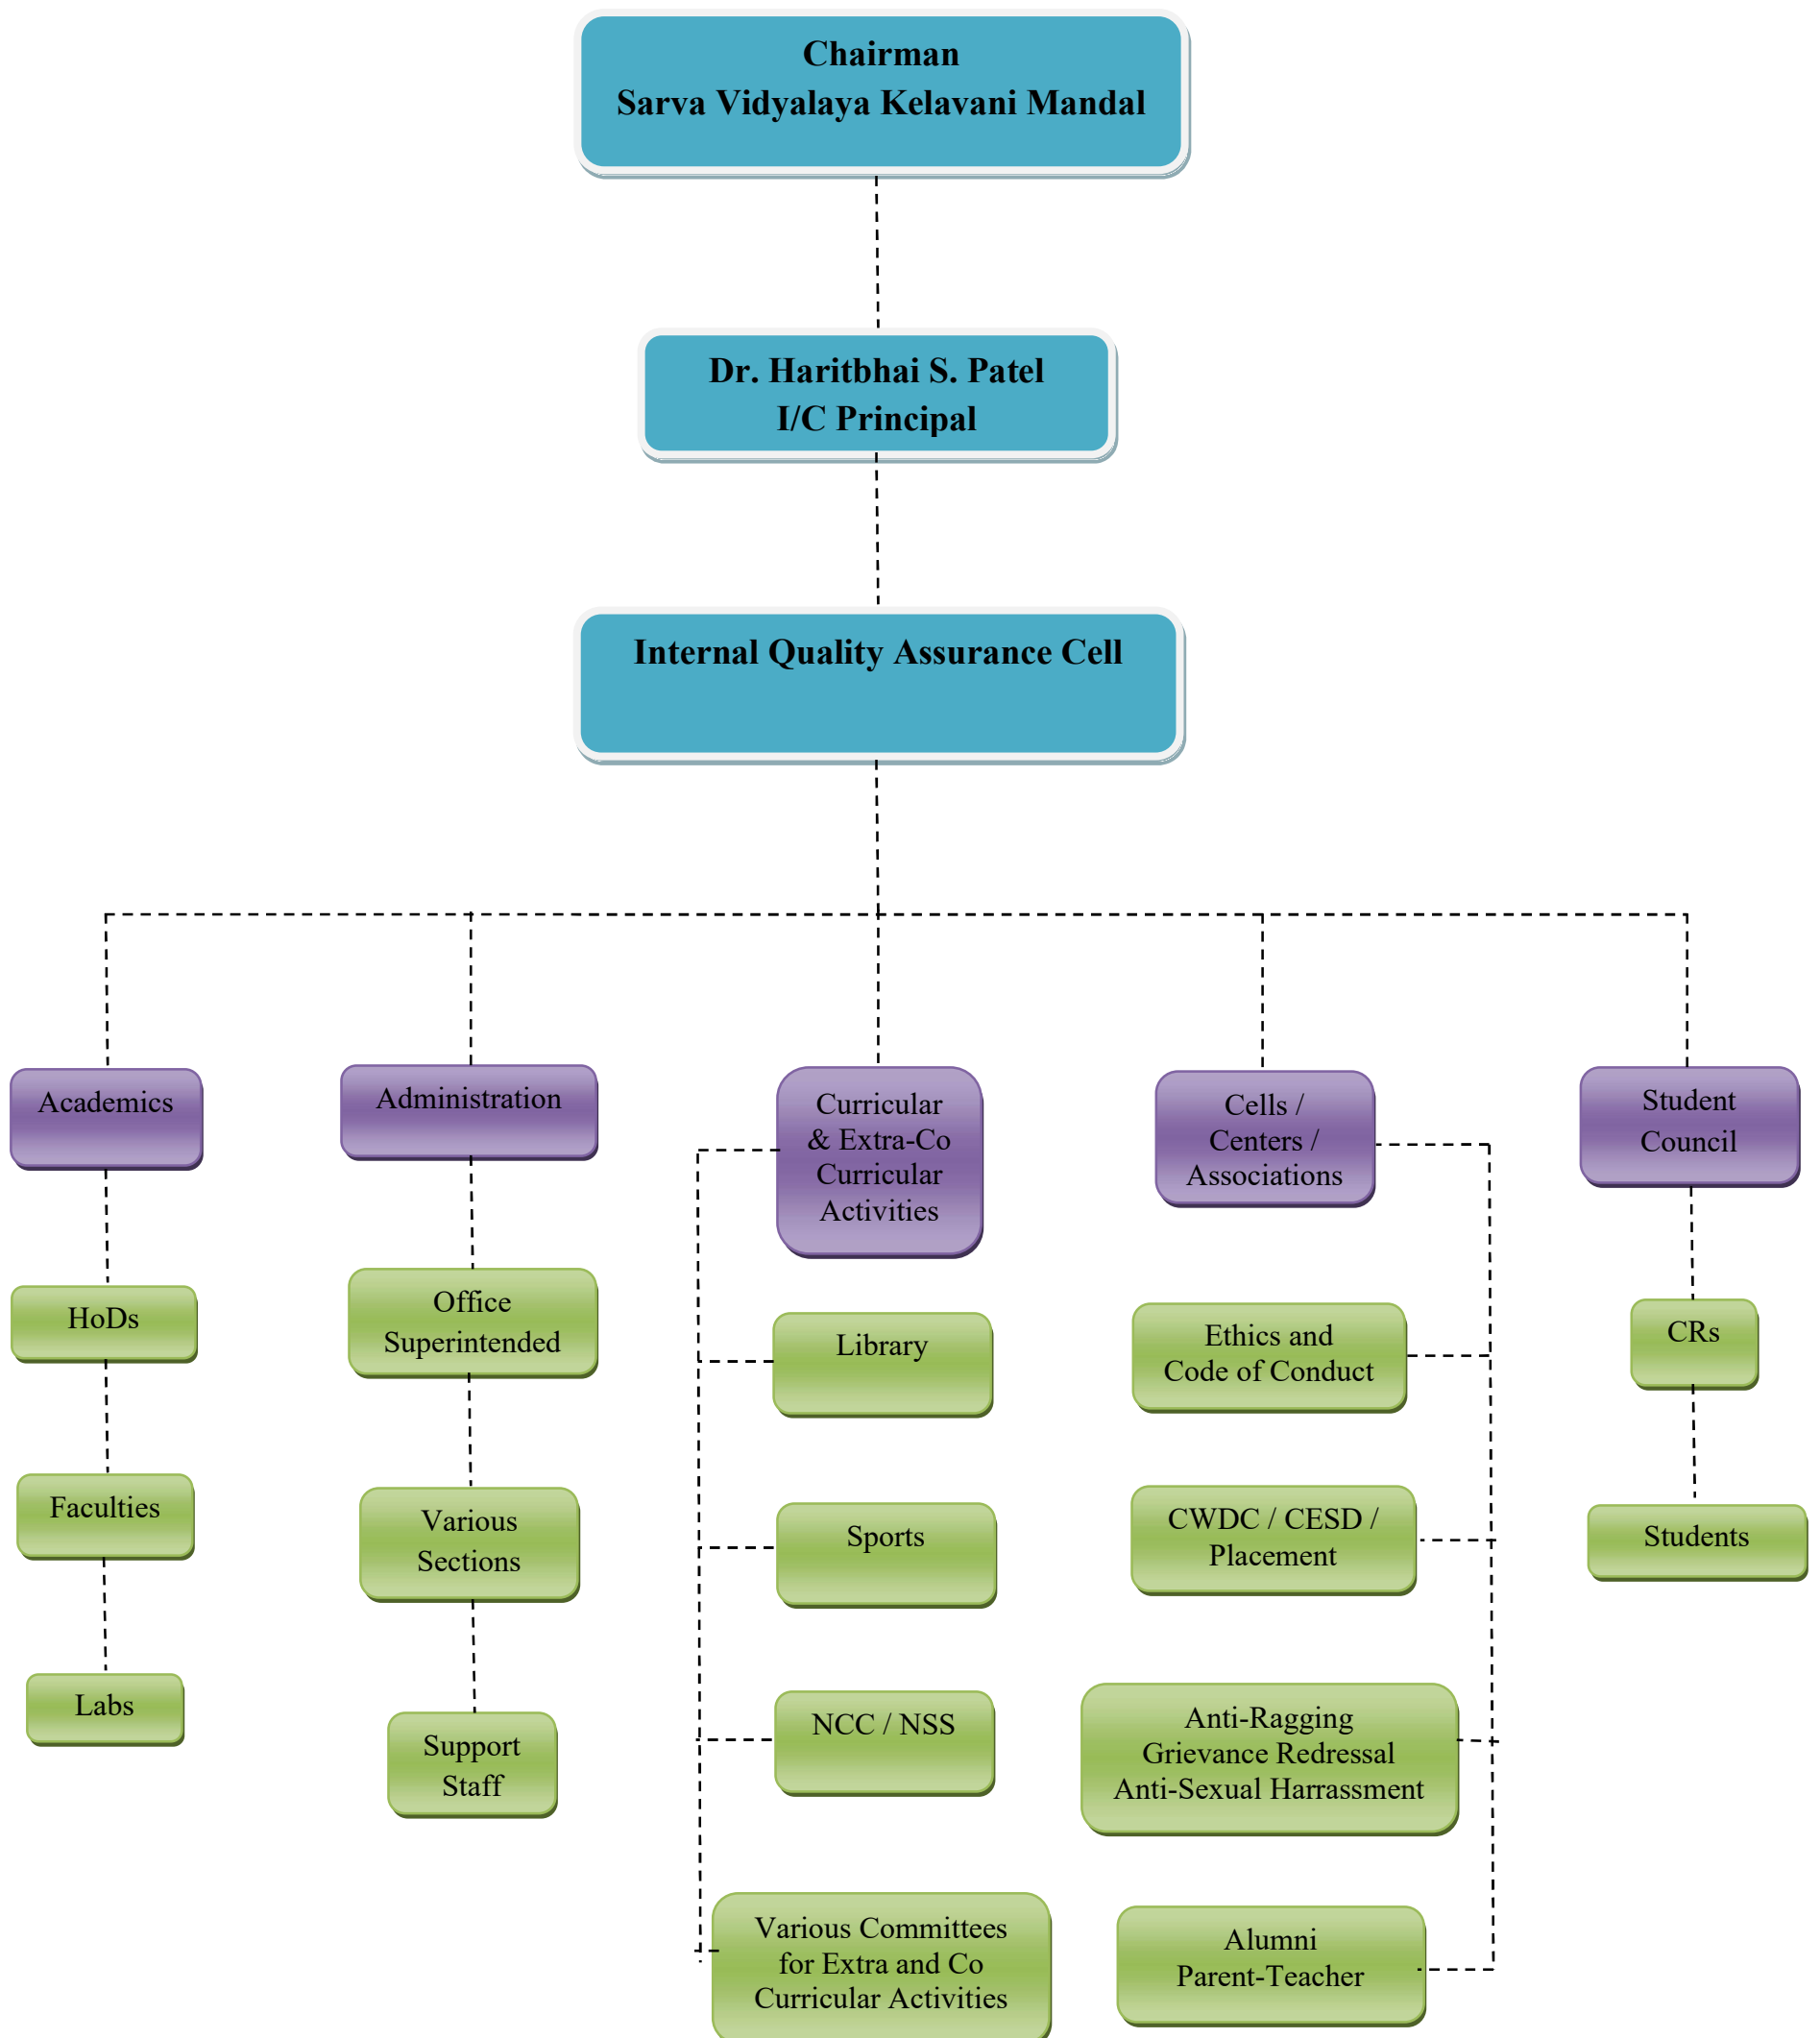 Chairman
Sarva Vidyalaya Kelavani Mandal
Dr. Haritbhai S. Patel
I/C Principal
Internal Quality Assurance Cell
Academics
Administration
Curricular
& Extra-Co
Curricular
Activities
Cells /
Centers /
Associations
Student
Council
HoDs
Faculties
Labs
Office
Superintended
Various
Sections
Support
Staff
Library
Sports
NCC / NSS
Various Committees
for Extra and Co
Curricular Activities
Ethics and
Code of Conduct
CWDC / CESD /
Placement
Anti-Ragging
Grievance Redressal
Anti-Sexual Harrassment
Alumni
Parent-Teacher
CRs
Students